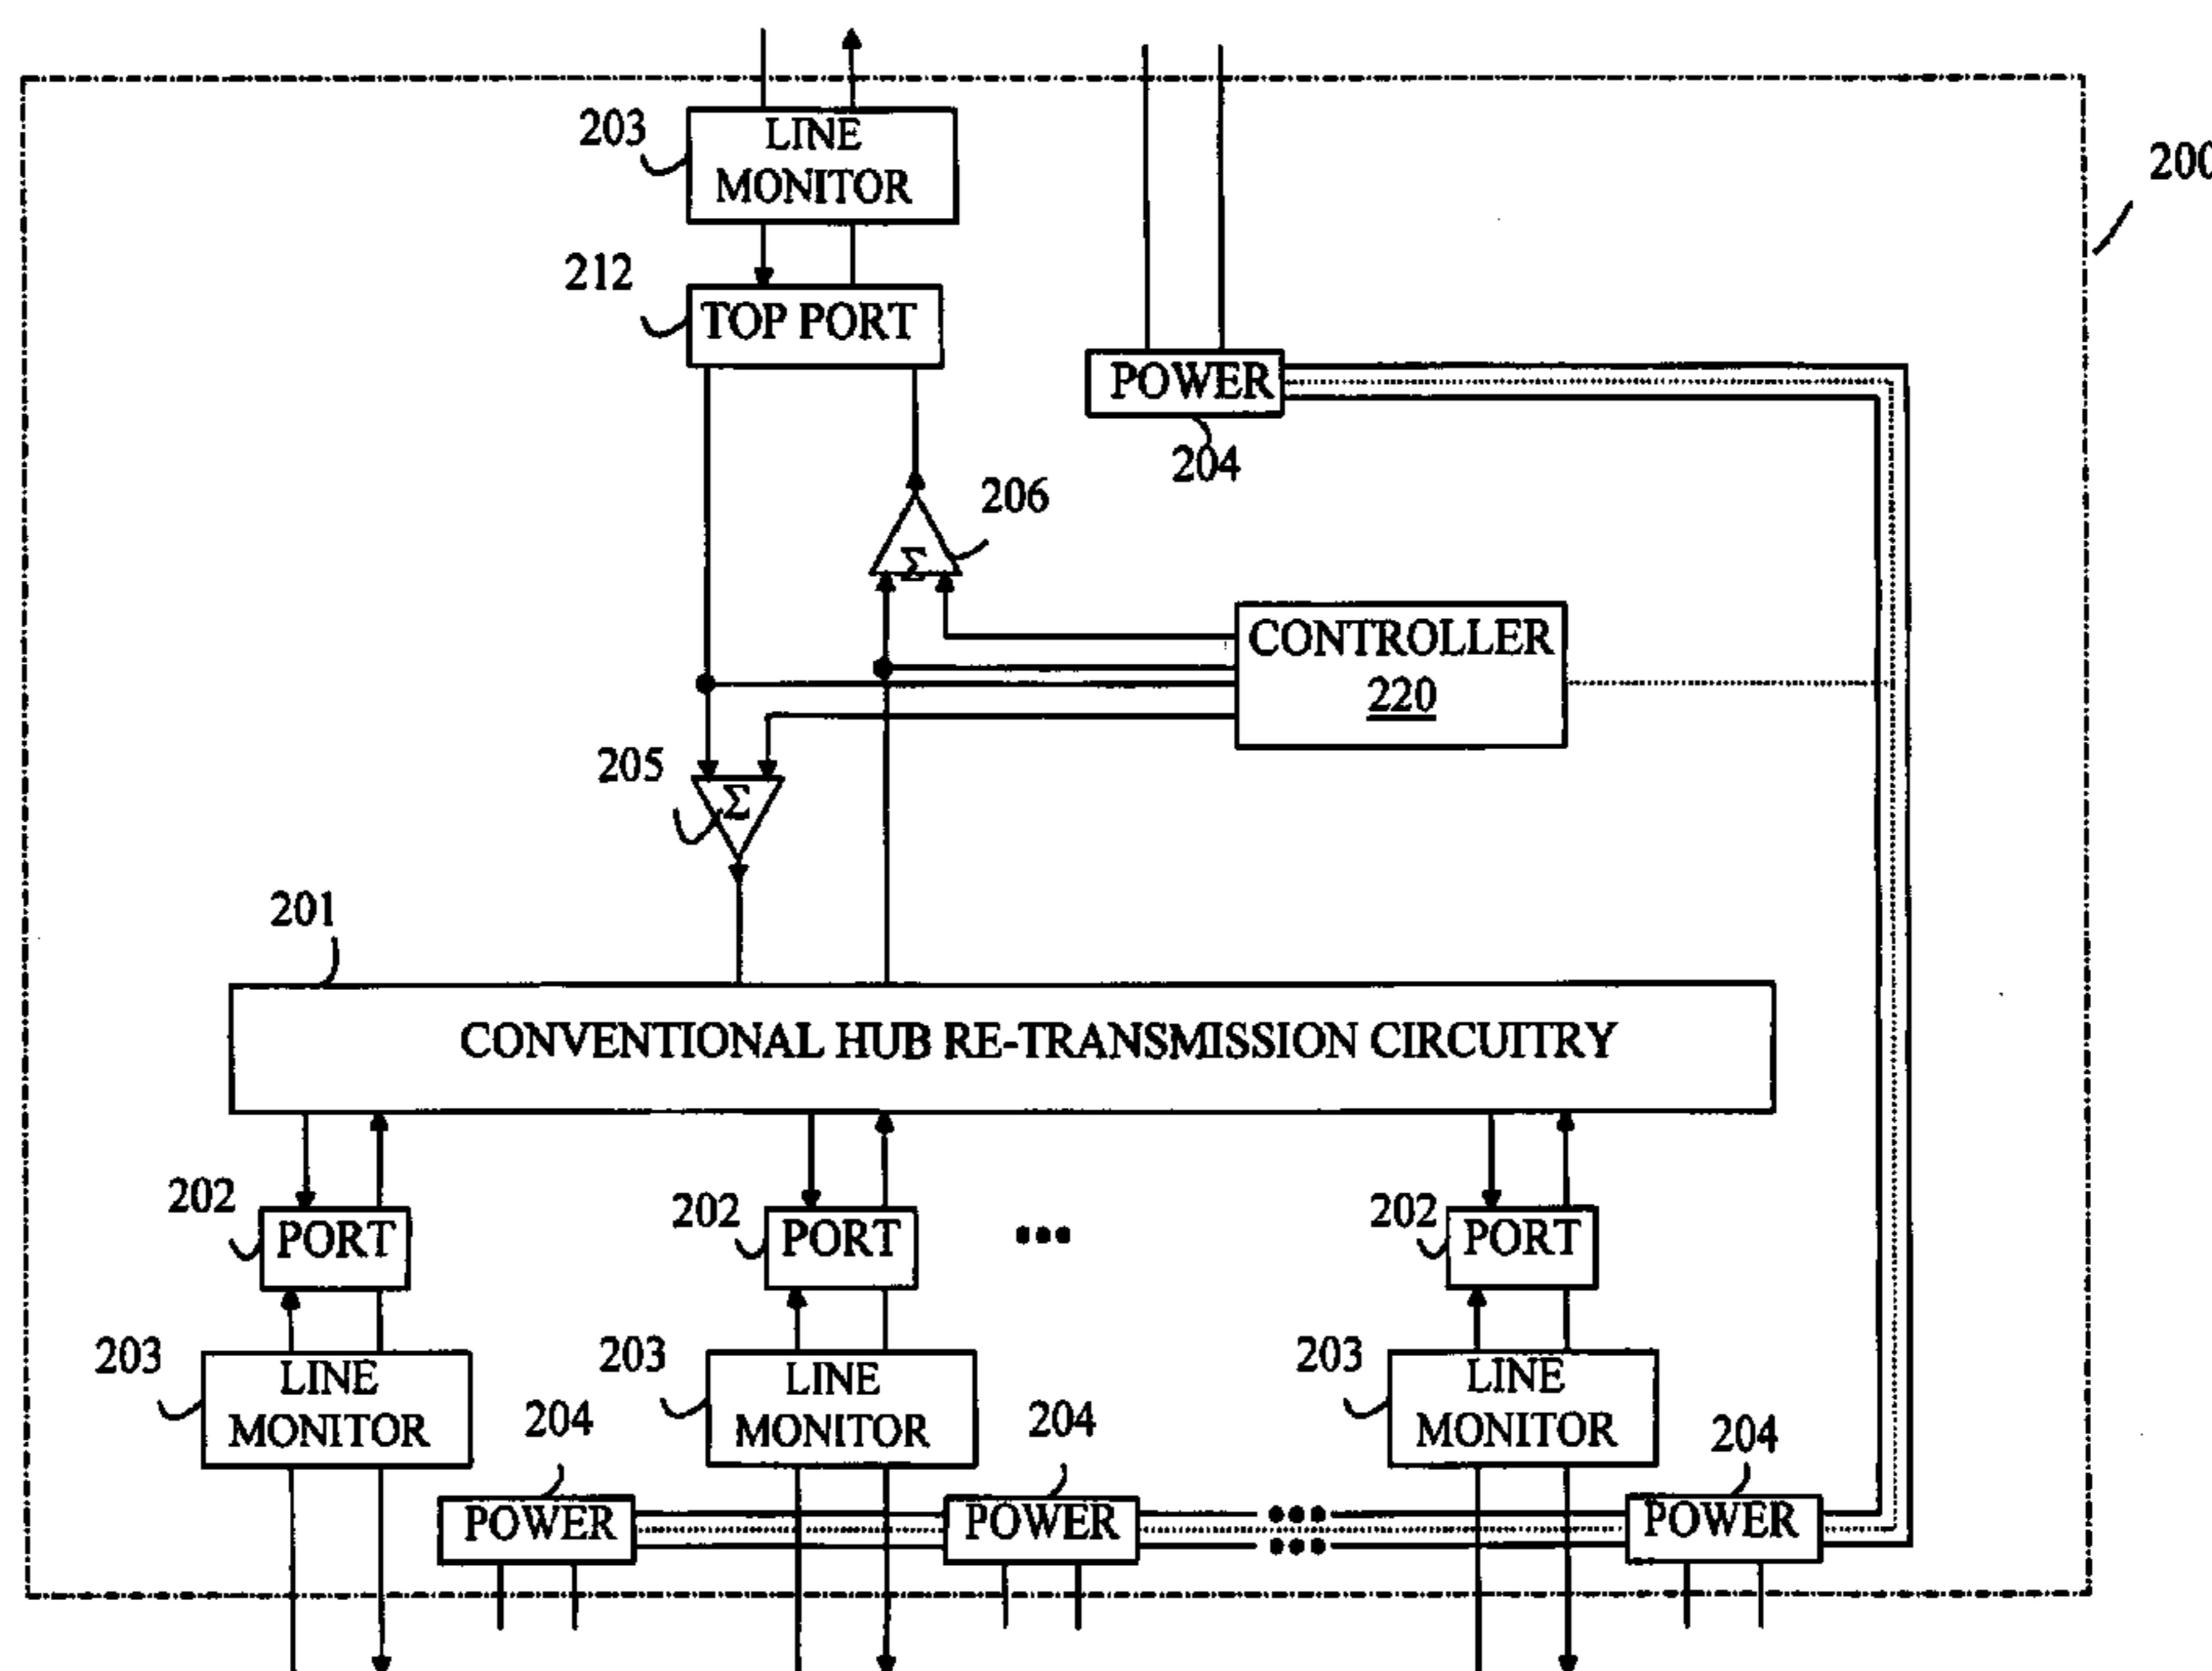 203
LINE
MONITOR
200
212
TOP PORT
POWER
204
206
Σ
CONTROLLER
220
205
Σ
201
CONVENTIONAL HUB RE-TRANSMISSION CIRCUITRY
202
PORT
202
PORT
202
PORT
203
LINE
MONITOR
203
LINE
MONITOR
203
LINE
MONITOR
204
POWER
204
POWER
204
POWER